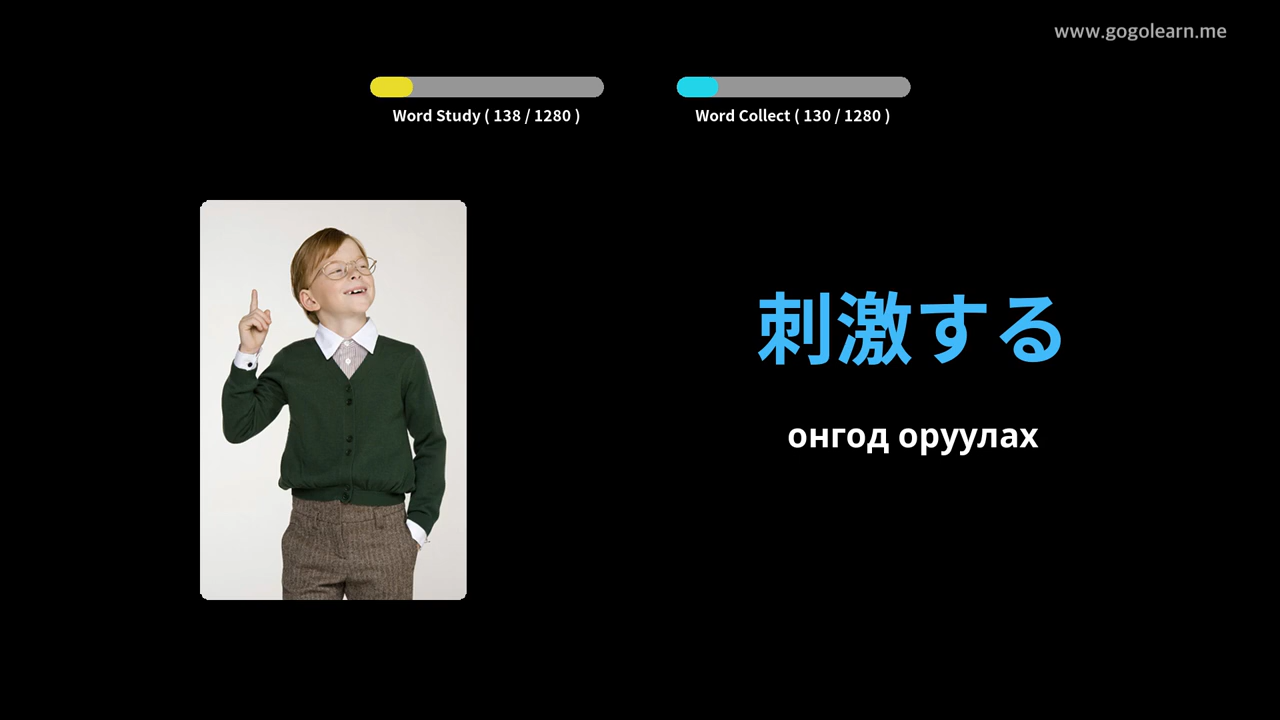 www.gogolearn.me
Word Study ( 138 / 1280 )
Word Collect ( 130 / 1280 )
刺激する
онгод оруулах